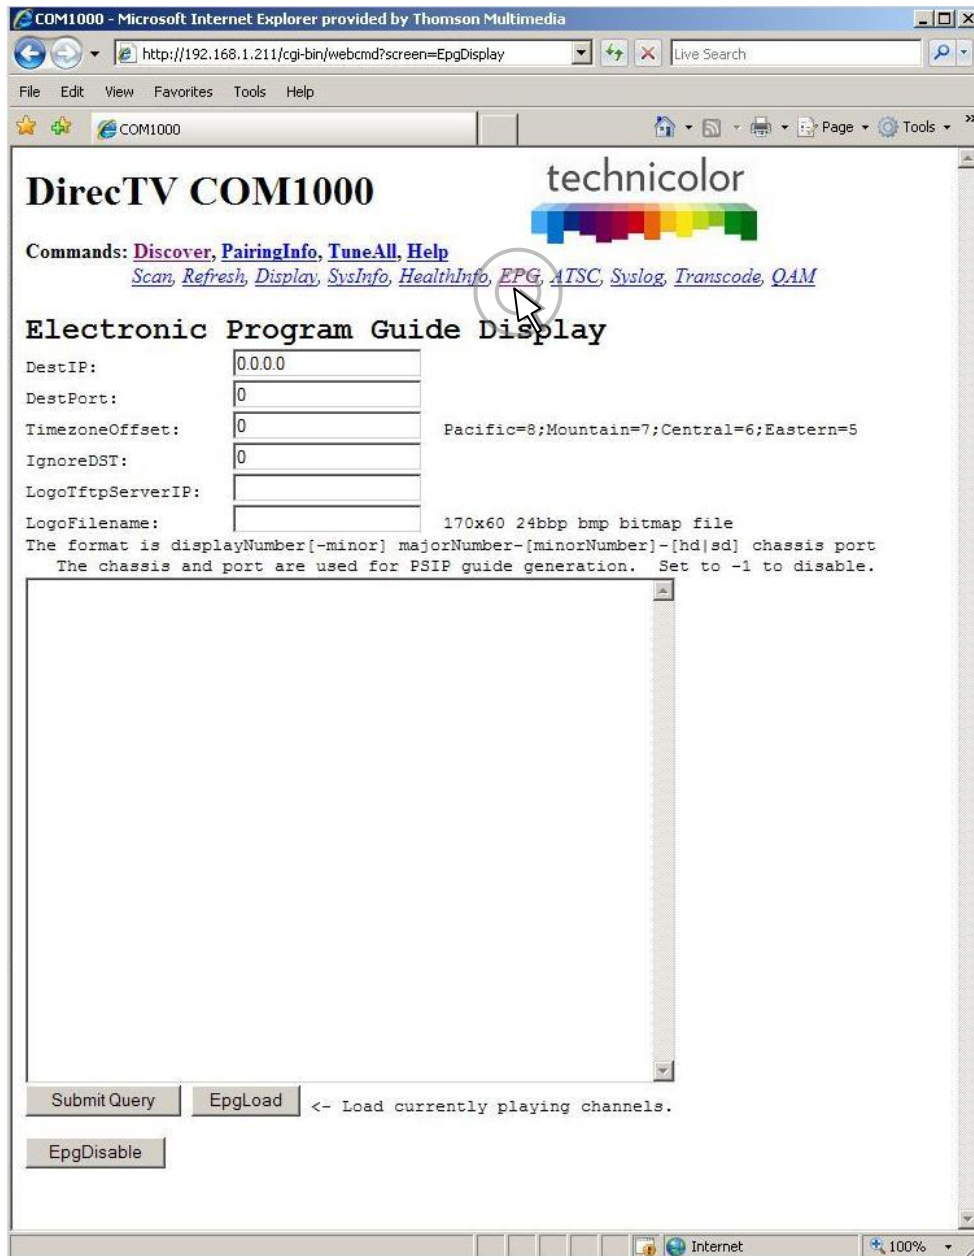 COM1000 - Microsoft Internet Explorer provided by Thomson Multimedia
http://192.168.1.211/cgi-bin/webcmd?screen=EpgDisplay
Live Search
File Edit View Favorites Tools Help
COM1000
Page Tools
DirecTV COM1000
technicolor
Commands: Discover, PairingInfo, TuneAll, Help
Scan, Refresh, Display, SysInfo, HealthInfo, EPG, ATSC, Syslog, Transcode, QAM
Electronic Program Guide Display
DestIP: 0.0.0.0
DestPort: 0
TimezoneOffset: 0 Pacific=8;Mountain=7;Central=6;Eastern=5
IgnoreDST: 0
LogoTftpServerIP:
LogoFilename: 170x60 24bbp bmp bitmap file
The format is displayNumber[-minor] majorNumber-[minorNumber]-[hd|sd] chassis port
The chassis and port are used for PSIP guide generation. Set to -1 to disable.
Submit Query EpgLoad <- Load currently playing channels.
EpgDisable
Internet 100%